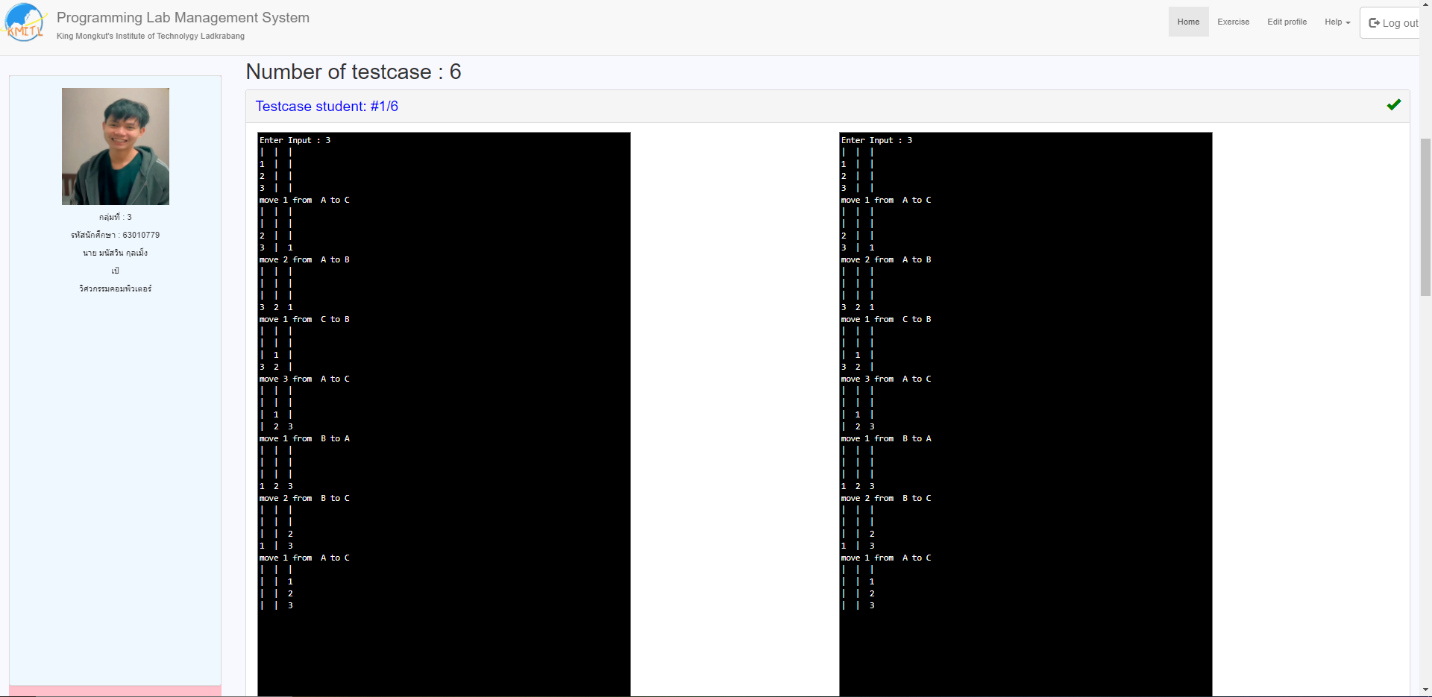 KMITL
Programming Lab Management System
King Mongkut's Institute of Technolygy Ladkrabang
Home
Exercise
Edit profile
Help
Log out
กลุ่มที่ : 3
รหัสนักศึกษา : 63010779
นาย มนัสวิน กุลเม็ง
เป้
วิศวกรรมคอมพิวเตอร์
Number of testcase : 6
Testcase student: #1/6
Enter Input : 3
| | |
1 | |
2 | |
3 | |
move 1 from  A to C
| | |
| | |
2 | |
3 | 1
move 2 from  A to B
| | |
| | |
| | |
3 2 1
move 1 from  C to B
| | |
| | |
| 1 |
3 2 |
move 3 from  A to C
| | |
| | |
| 1 |
| 2 3
move 1 from  B to A
| | |
| | |
| | |
1 2 3
move 2 from  B to C
| | |
| | |
| | 2
1 | 3
move 1 from  A to C
| | |
| | 1
| | 2
| | 3
Enter Input : 3
| | |
1 | |
2 | |
3 | |
move 1 from  A to C
| | |
| | |
2 | |
3 | 1
move 2 from  A to B
| | |
| | |
| | |
3 2 1
move 1 from  C to B
| | |
| | |
| 1 |
3 2 |
move 3 from  A to C
| | |
| | |
| 1 |
| 2 3
move 1 from  B to A
| | |
| | |
| | |
1 2 3
move 2 from  B to C
| | |
| | |
| | 2
1 | 3
move 1 from  A to C
| | |
| | 1
| | 2
| | 3